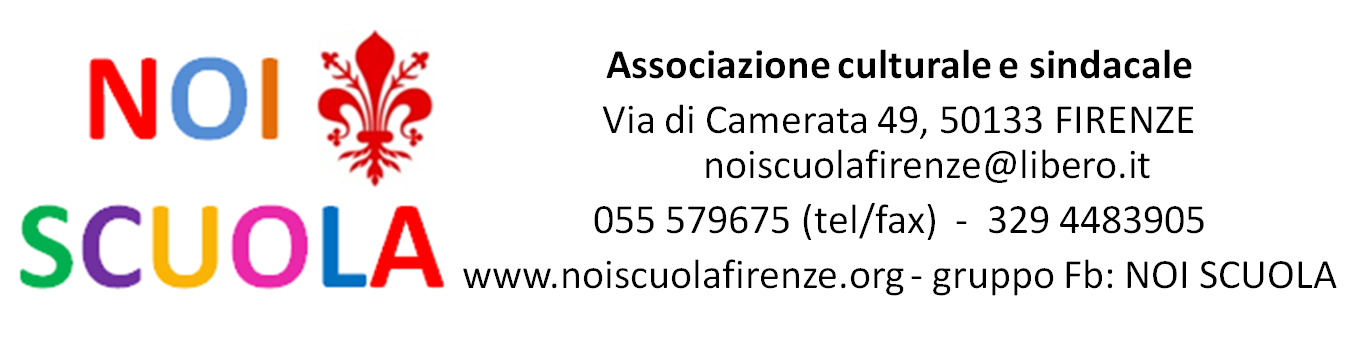 NOI
SCUOLA
Associazione culturale e sindacale
Via di Camerata 49, 50133 FIRENZE
noiscuolafirenze@libero.it
055 579675 (tel/fax) - 329 4483905
www.noiscuolafirenze.org - gruppo Fb: NOI SCUOLA